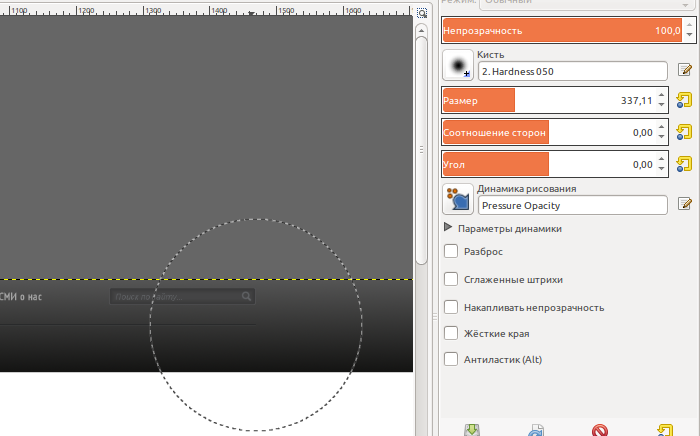 Режим: Обычный
1100 1200 1300 1400 1500 1600
Непрозрачность 100,0
Кисть
2. Hardness 050
Размер 337,11
Соотношение сторон 0,00
Угол 0,00
Динамика рисования
Pressure Opacity
Параметры динамики
Разброс
Сглаженные штрихи
Накапливать непрозрачность
Жёсткие края
Антиластик (Alt)
СМИ о нас
Поиск по сайту...